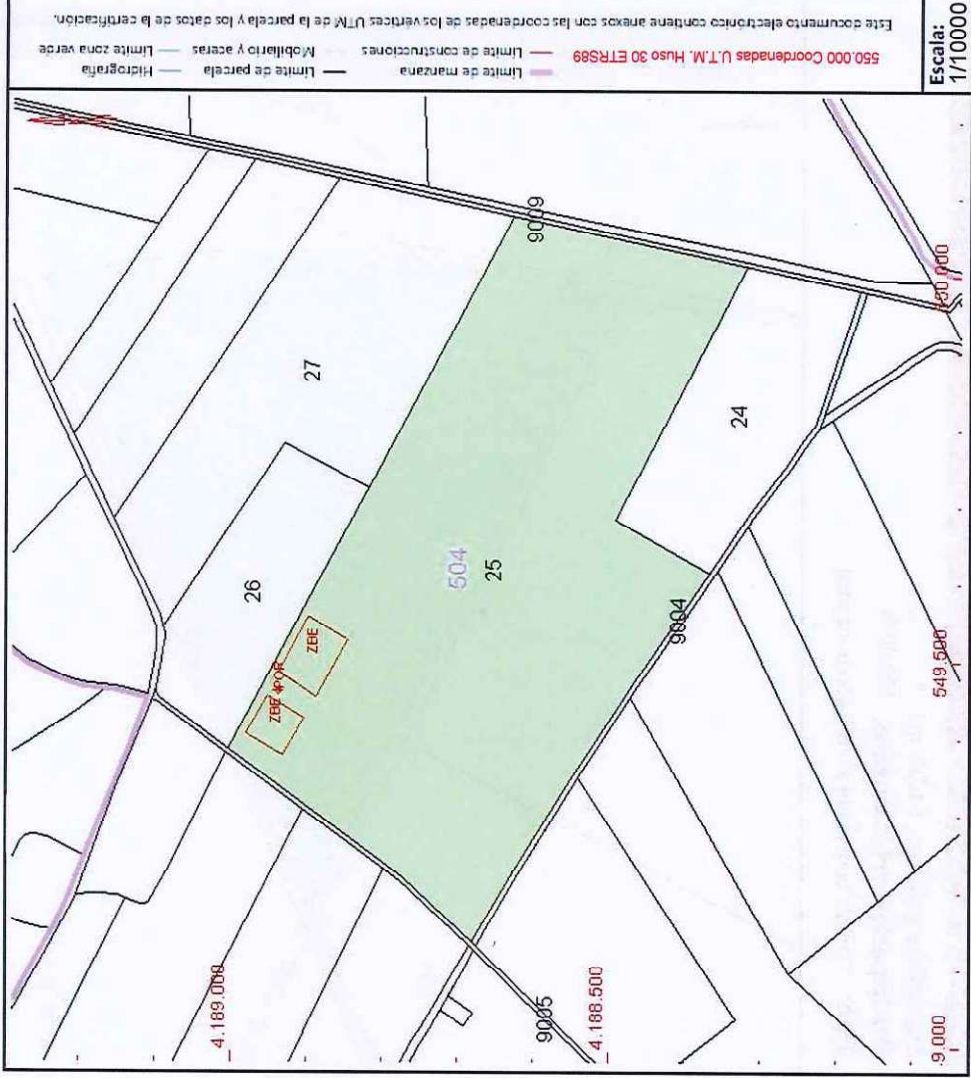 Este documento electrónico contiene anexos con las coordenadas de los vértices UTM de la parcela y los datos de la certificación.
Límite zona verde
Mobiliario y aceras
Límite de construcciones
550.000 Coordenadas U.T.M. Huso 30 ETRS89
Hidrografía
Límite de parcela
Límite de manzana
Escala:
1/10000
27
26
9009
24
504
25
ZBE
ZBE
POR
9004
9005
4.189.000
4.188.500
549.500
9.000